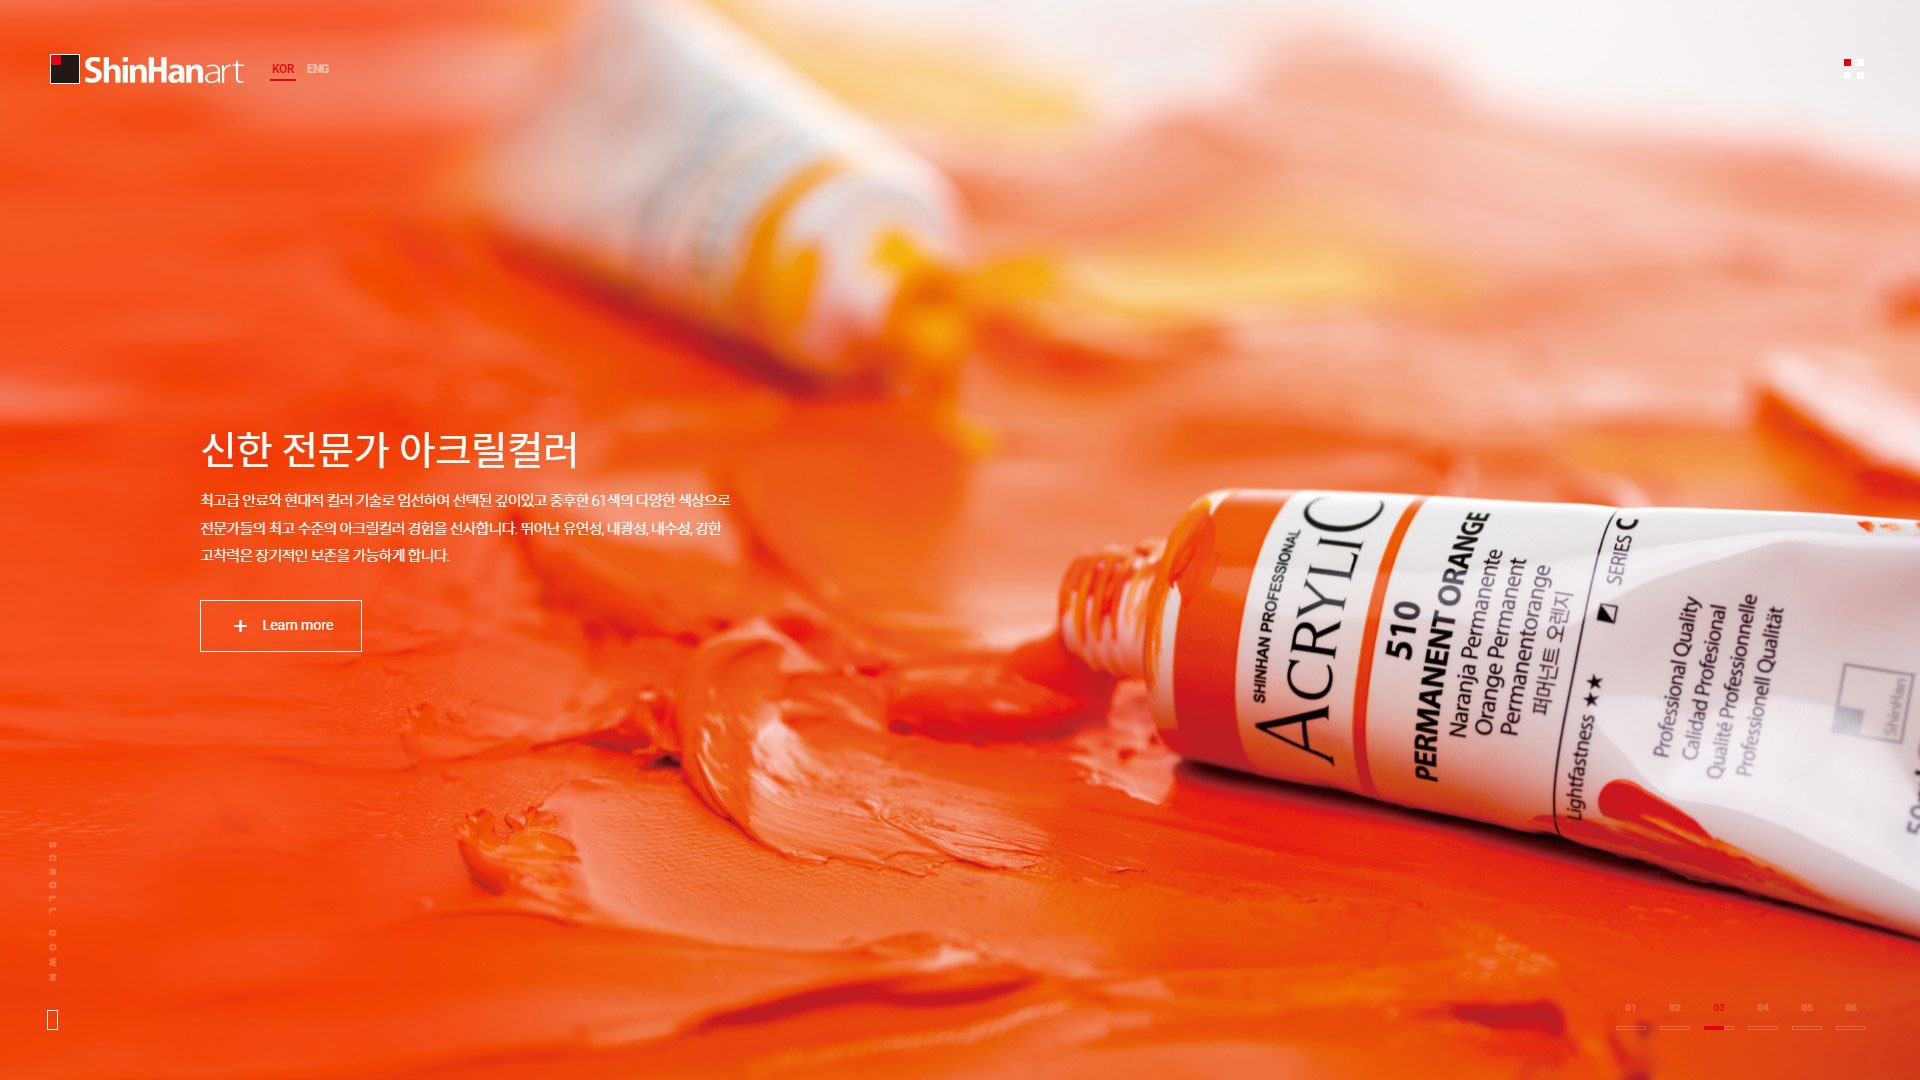 ShinHanart
KOR ENG
신한 전문가 아크릴컬러
최고급 안료와 현대적 컬러 기술로 엄선하여 선택된 깊이있고 중후한 61색의 다양한 색상으로
전문가들의 최고 수준의 아크릴컬러 경험을 선사합니다. 뛰어난 유연성, 내광성, 내수성, 강한
고착력은 장기적인 보존을 가능하게 합니다.
+ Learn more
SHINHAN PROFESSIONAL
ACRYLIC
510
PERMANENT ORANGE
Naranja Permanente
Orange Permanent
Permanentorange
퍼머넌트 오렌지
Lightfastness ★★
SERIES C
Professional Quality
Calidad Profesional
Qualité Professionnelle
Professionell Qualität
ShinHan
SCROLL DOWN
01 02 03 04 05 06